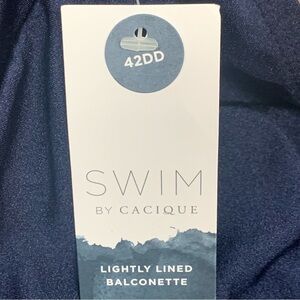 42DD
SWIM
BY CACIQUE
LIGHTLY LINED
BALCONETTE